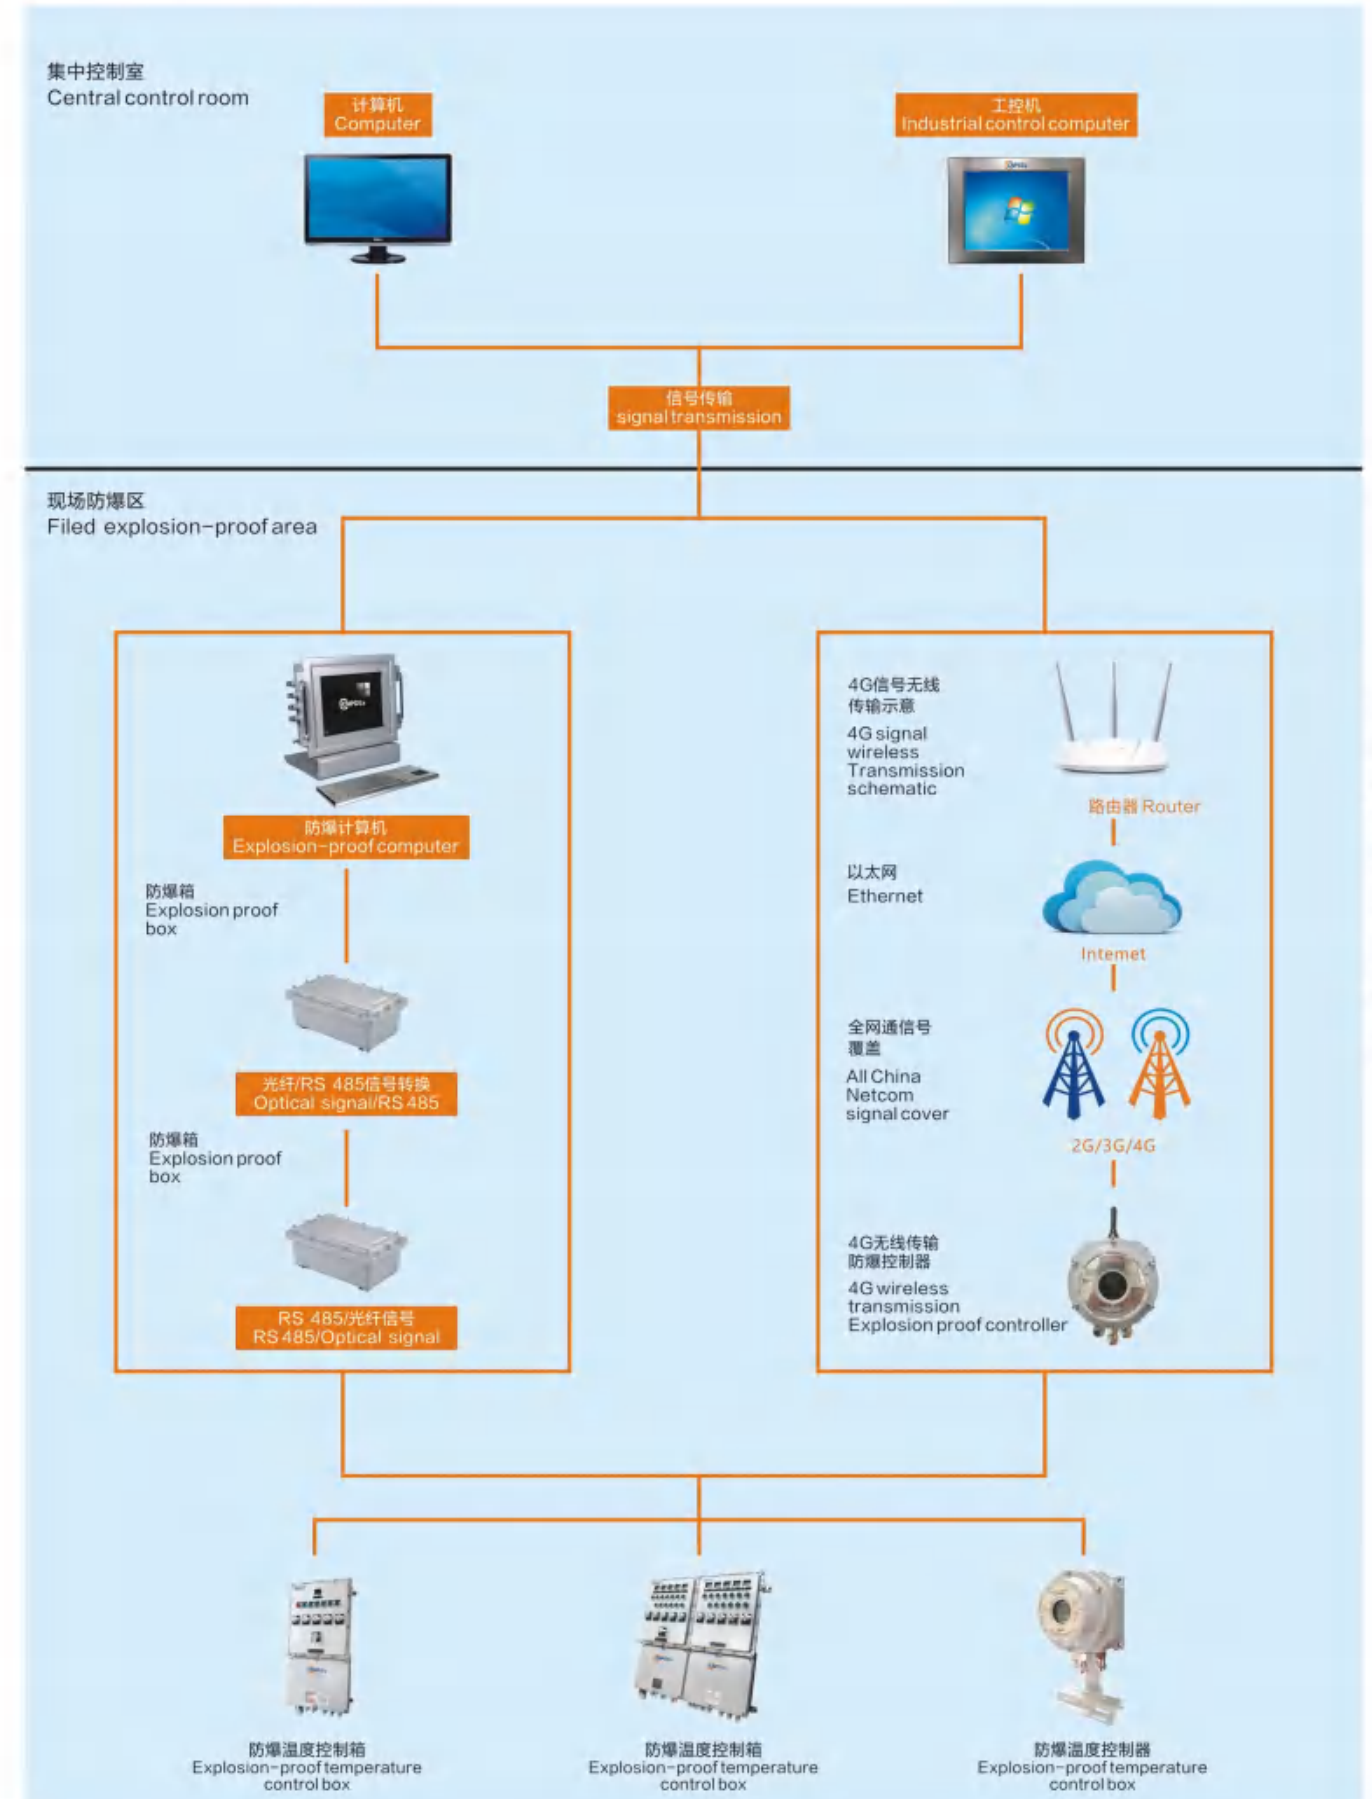 集中控制室
Central control room
计算机
Computer
工控机
Industrial control computer
信号传输
signal transmission
现场防爆区
Filed explosion-proof area
防爆计算机
Explosion-proof computer
防爆箱
Explosion proof
box
光纤/RS 485信号转换
Optical signal/RS 485
防爆箱
Explosion proof
box
RS 485/光纤信号
RS 485/Optical signal
4G信号无线
传输示意
4G signal
wireless
Transmission
schematic
路由器 Router
以太网
Ethernet
Internet
全网通信号
覆盖
All China
Netcom
signal cover
2G/3G/4G
4G无线传输
防爆控制器
4G wireless
transmission
Explosion proof controller
防爆温度控制箱
Explosion-proof temperature
control box
防爆温度控制箱
Explosion-proof temperature
control box
防爆温度控制器
Explosion-proof temperature
control box